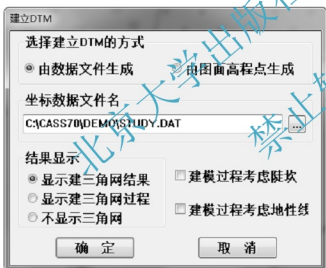 建立DTM
选择建立DTM的方式
由数据文件生成
由图面高程点生成
坐标数据文件名
C:\CASS70\DEMO\STUDY.DAT
...
结果显示
显示建三角网结果
建模过程考虑陡坎
显示建三角网过程
不显示三角网
建模过程考虑地性线
确 定
取 消
北京大学出版社
禁止